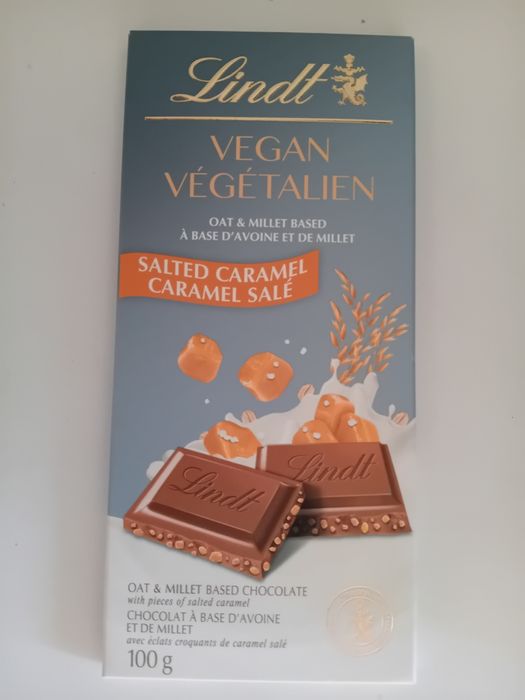 Lindt
VEGAN
VÉGÉTALIEN
OAT & MILLET BASED
À BASE D'AVOINE ET DE MILLET
SALTED CARAMEL
CARAMEL SALÉ
Lindt
Lindt
OAT & MILLET BASED CHOCOLATE
with pieces of salted caramel
CHOCOLAT À BASE D'AVOINE
ET DE MILLET
avec éclats croquants de caramel salé
100 g